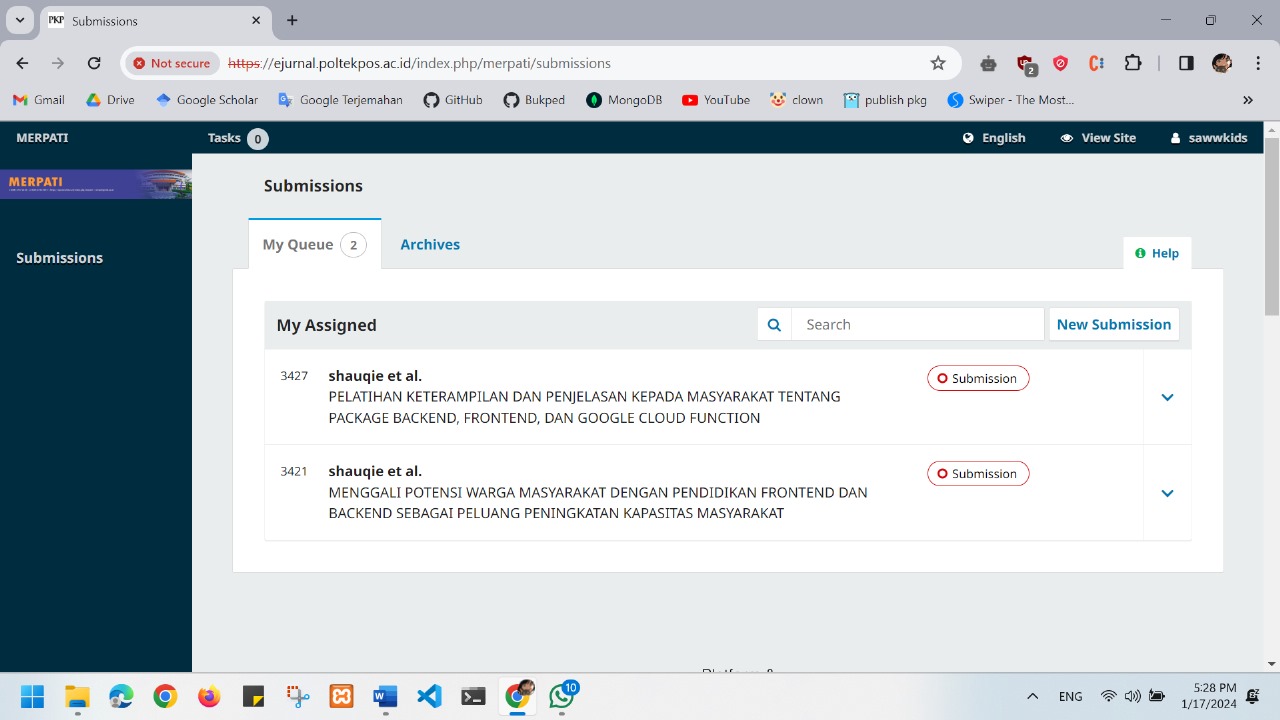 Submissions
Not secure
https://ejurnal.poltekpos.ac.id/index.php/merpati/submissions
2
Gmail
Drive
Google Scholar
Google Terjemahan
GitHub
Bukped
MongoDB
YouTube
clown
publish pkg
Swiper - The Most...
MERPATI
Tasks 0
English
View Site
sawwkids
MERPATI
Submissions
Submissions
My Queue 2
Archives
Help
My Assigned
Search
New Submission
3427
shauqie et al.
Submission
PELATIHAN KETERAMPILAN DAN PENJELASAN KEPADA MASYARAKAT TENTANG
PACKAGE BACKEND, FRONTEND, DAN GOOGLE CLOUD FUNCTION
3421
shauqie et al.
Submission
MENGGALI POTENSI WARGA MASYARAKAT DENGAN PENDIDIKAN FRONTEND DAN
BACKEND SEBAGAI PELUANG PENINGKATAN KAPASITAS MASYARAKAT
10
ENG
5:28 PM
1/17/2024